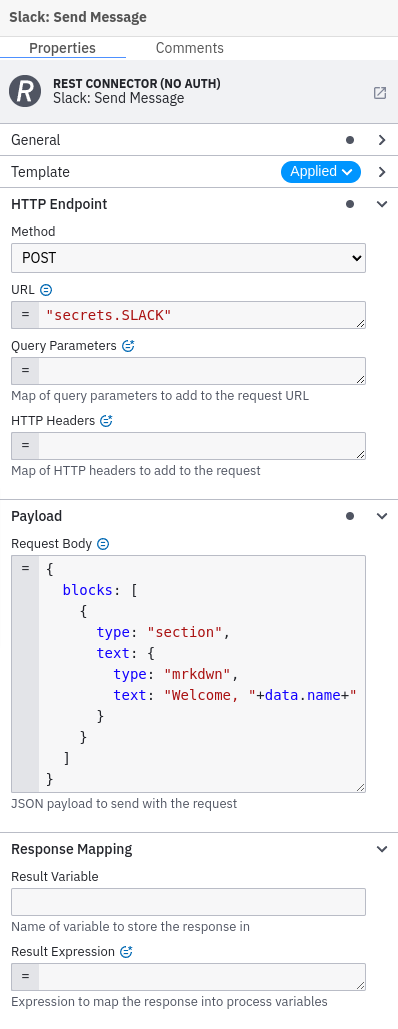 Slack: Send Message
Properties Comments
REST CONNECTOR (NO AUTH)
Slack: Send Message
General
Template Applied
HTTP Endpoint
Method
POST
URL
= "secrets.SLACK"
Query Parameters
=
Map of query parameters to add to the request URL
HTTP Headers
=
Map of HTTP headers to add to the request
Payload
Request Body
= {
  blocks: [
    {
      type: "section",
      text: {
        type: "mrkdwn",
        text: "Welcome, "+data.name+"
      }
    }
  ]
}
JSON payload to send with the request
Response Mapping
Result Variable
Name of variable to store the response in
Result Expression
=
Expression to map the response into process variables